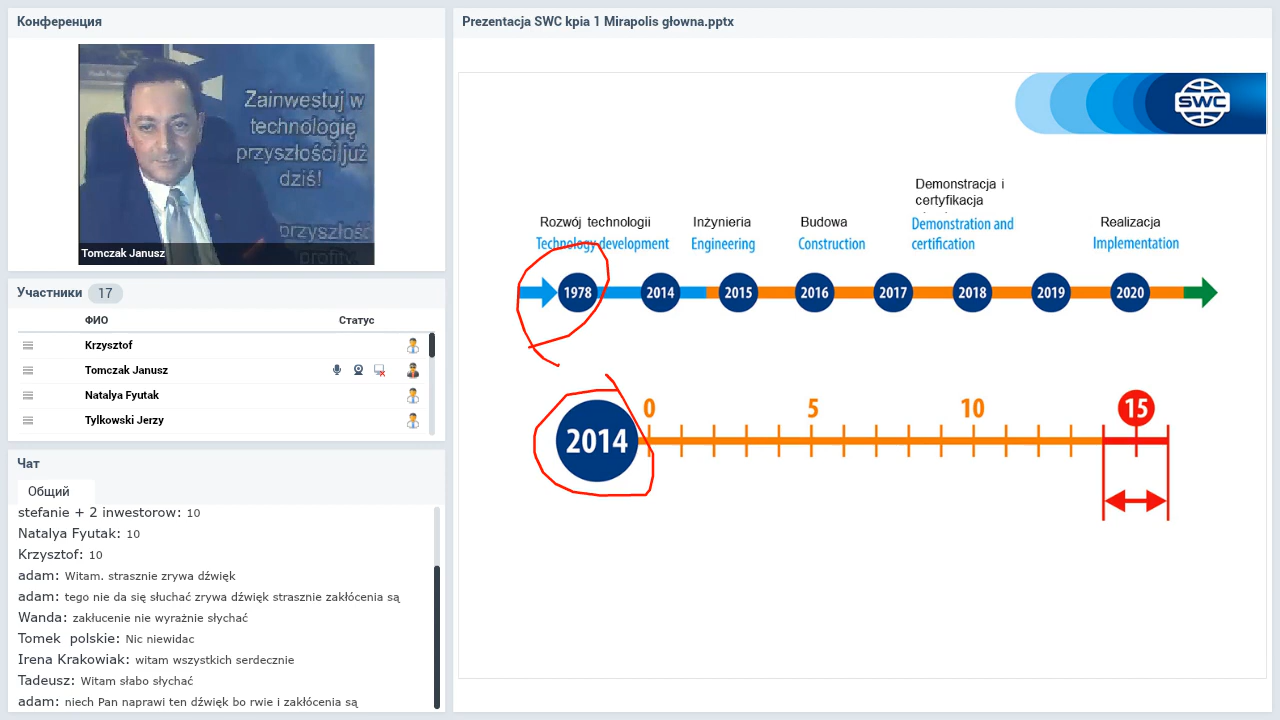 Конференция
Zainwestuj w
technologię
przyszłości już
dziś!
przyszłość
Tomczak Janusz
Участники 17
ФИО Статус
Krzysztof
Tomczak Janusz
Natalya Fyutak
Tylkowski Jerzy
Чат
Общий
stefanie + 2 inwestorow: 10
Natalya Fyutak: 10
Krzysztof: 10
adam: Witam. strasznie zrywa dźwięk
adam: tego nie da się słuchać zrywa dźwięk strasznie zakłócenia są
Wanda: zakłucenie nie wyrażnie słychać
Tomek polskie: Nic niewidac
Irena Krakowiak: witam wszystkich serdecznie
Tadeusz: Witam słabo słychać
adam: niech Pan naprawi ten dźwięk bo rwie i zakłócenia są
Prezentacja SWC kpia 1 Mirapolis głowna.pptx
SWC
Demonstracja i
certyfikacja
Rozwój technologii Inżynieria Budowa Demonstration and Realizacja
Technology development Engineering Construction certification Implementation
1978 2014 2015 2016 2017 2018 2019 2020
0 5 10 15
2014